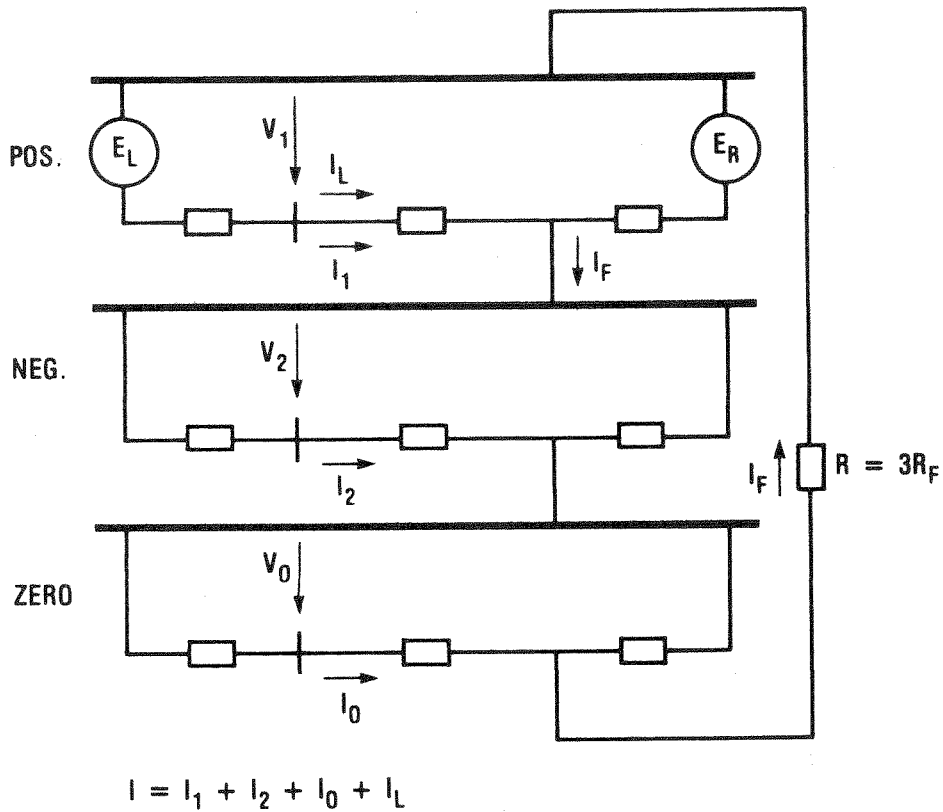 POS.
E_L
V_1
I_L
I_1
E_R
I_F
NEG.
V_2
I_2
I_F
R = 3R_F
ZERO
V_0
I_0
I = I_1 + I_2 + I_0 + I_L